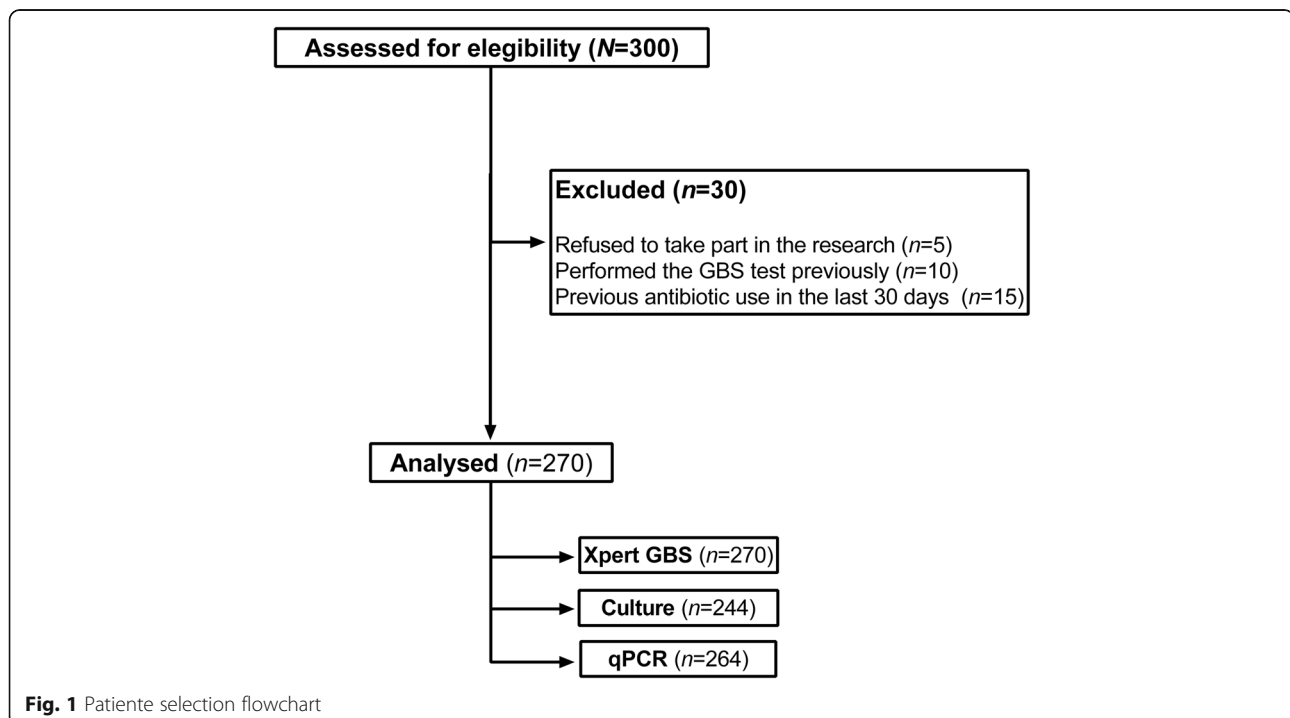 Assessed for elegibility (N=300)
Excluded (n=30)
Refused to take part in the research (n=5)
Performed the GBS test previously (n=10)
Previous antibiotic use in the last 30 days (n=15)
Analysed (n=270)
Xpert GBS (n=270)
Culture (n=244)
qPCR (n=264)
Fig. 1 Patiente selection flowchart